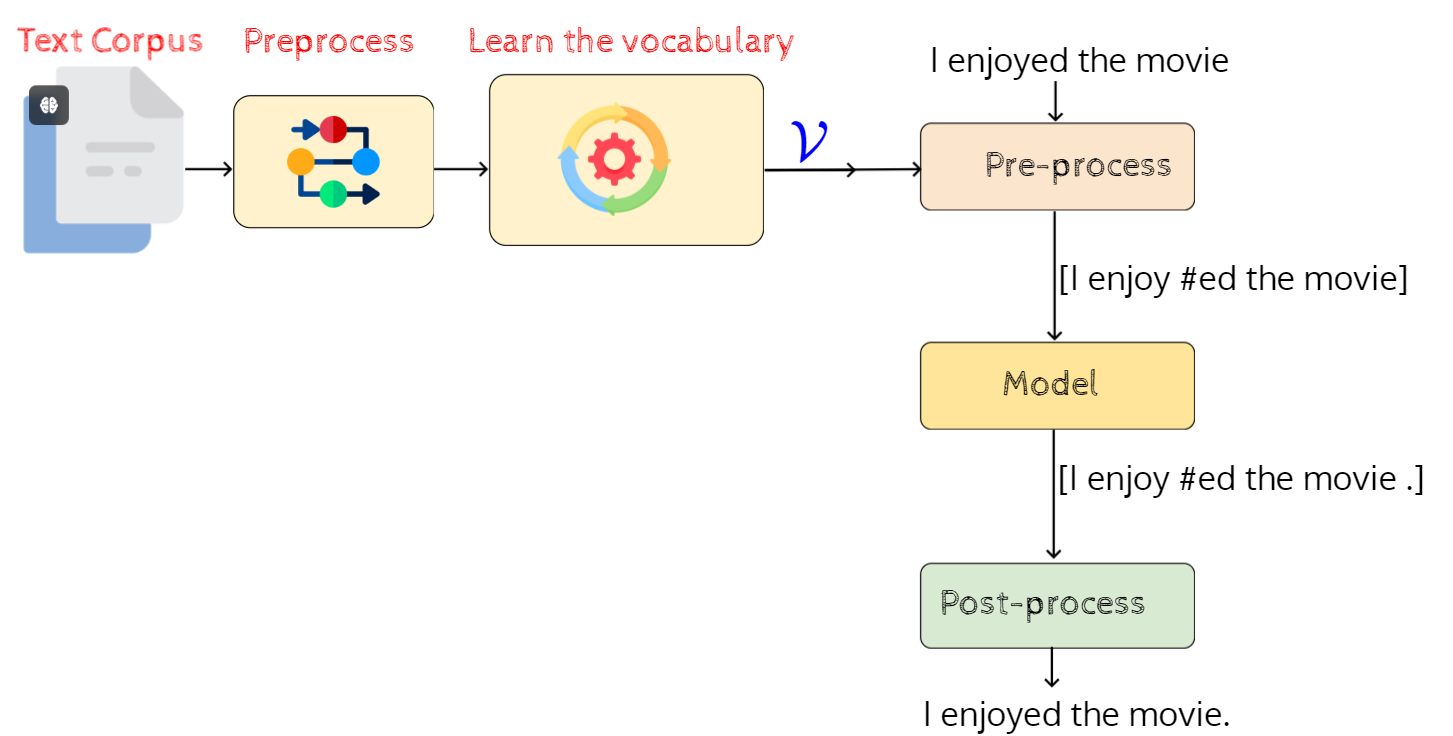 Text Corpus
Preprocess
Learn the vocabulary
𝒱
I enjoyed the movie
Pre-process
[I enjoy #ed the movie]
Model
[I enjoy #ed the movie .]
Post-process
I enjoyed the movie.